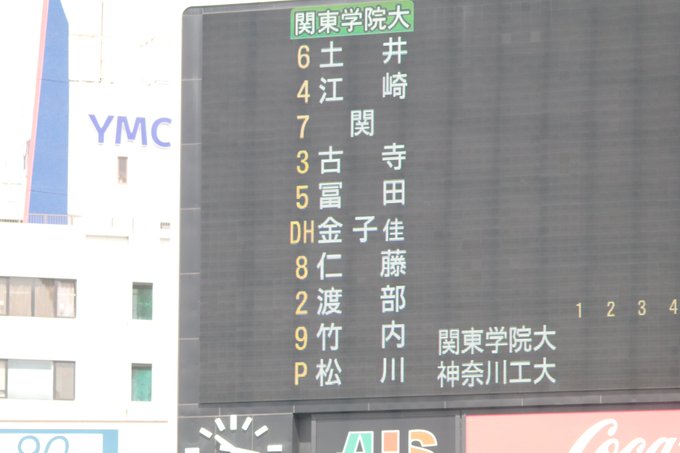 関東学院大
6 土井
4 江崎
7 関
3 古寺
5 冨田
DH 金子佳
8 仁藤
2 渡部
9 竹内
P 松川
1 2 3 4
関東学院大
神奈川工大
YMC
AIS